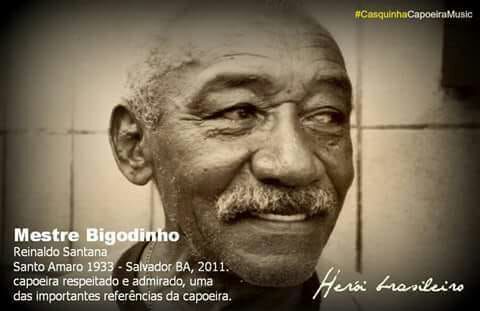 #CasquinhaCapoeiraMusic
Mestre Bigodinho
Reinaldo Santana
Santo Amaro 1933 - Salvador BA, 2011.
capoeira respeitado e admirado, uma
das importantes referências da capoeira.
Herói brasileiro